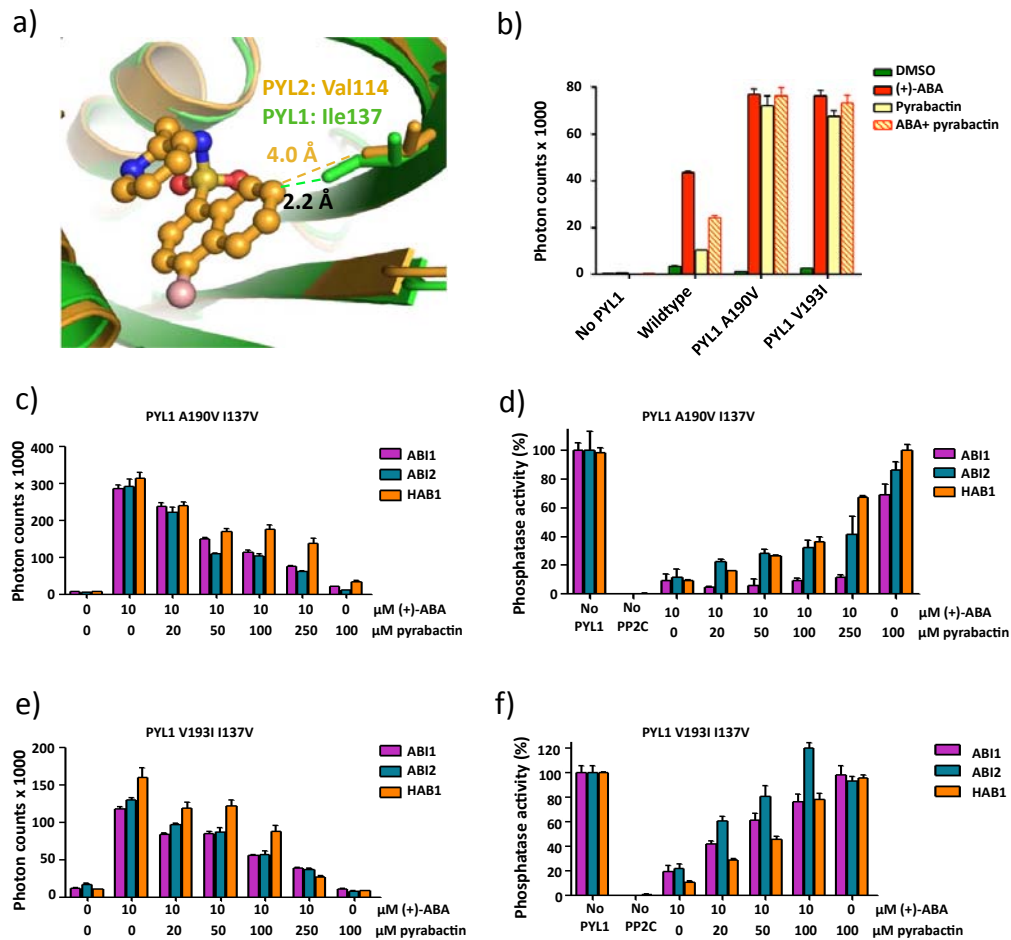 a)
PYL2: Val114
PYL1: Ile137
4.0 Å
2.2 Å
b)
Photon counts x 1000
80
60
40
20
0
No PYL1
Wildtype
PYL1 A190V
PYL1 V193I
DMSO
(+)-ABA
Pyrabactin
ABA+ pyrabactin
c)
PYL1 A190V I137V
Photon counts x 1000
400
300
200
100
0
ABI1
ABI2
HAB1
0 10 10 10 10 10 0 µM (+)-ABA
0 0 20 50 100 250 100 µM pyrabactin
d)
PYL1 A190V I137V
Phosphatase activity (%)
100
80
60
40
20
0
ABI1
ABI2
HAB1
No PYL1
No PP2C
10 10 10 10 10 0 µM (+)-ABA
0 20 50 100 250 100 µM pyrabactin
e)
PYL1 V193I I137V
Photon counts x 1000
200
150
100
50
0
ABI1
ABI2
HAB1
0 10 10 10 10 10 0 µM (+)-ABA
0 0 20 50 100 250 100 µM pyrabactin
f)
PYL1 V193I I137V
Phosphatase activity (%)
120
100
80
60
40
20
0
ABI1
ABI2
HAB1
No PYL1
No PP2C
10 10 10 10 0 µM (+)-ABA
0 20 50 100 100 µM pyrabactin